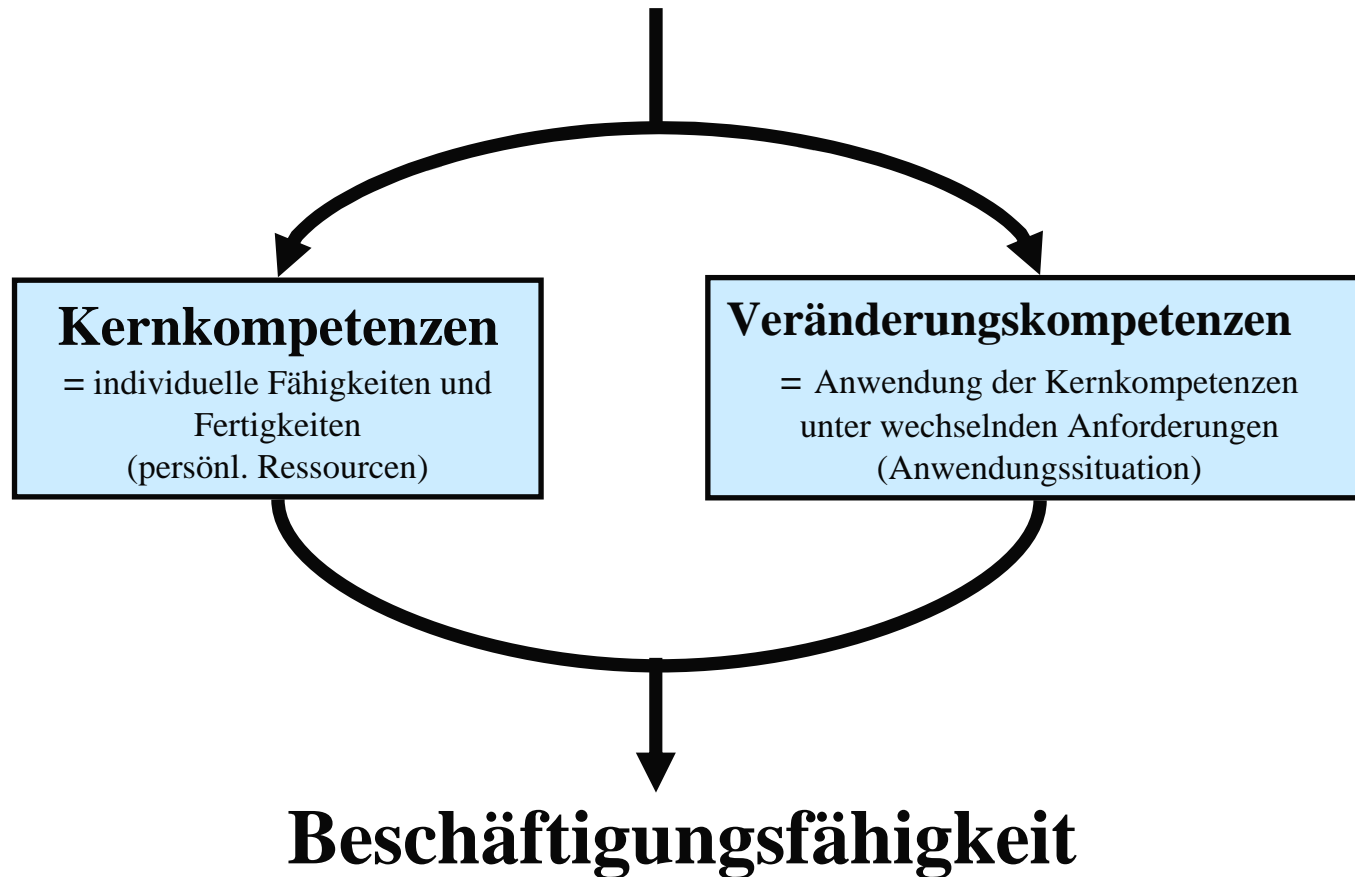 Kernkompetenzen
= individuelle Fähigkeiten und
Fertigkeiten
(persönl. Ressourcen)
Veränderungskompetenzen
= Anwendung der Kernkompetenzen
unter wechselnden Anforderungen
(Anwendungssituation)
Beschäftigungsfähigkeit